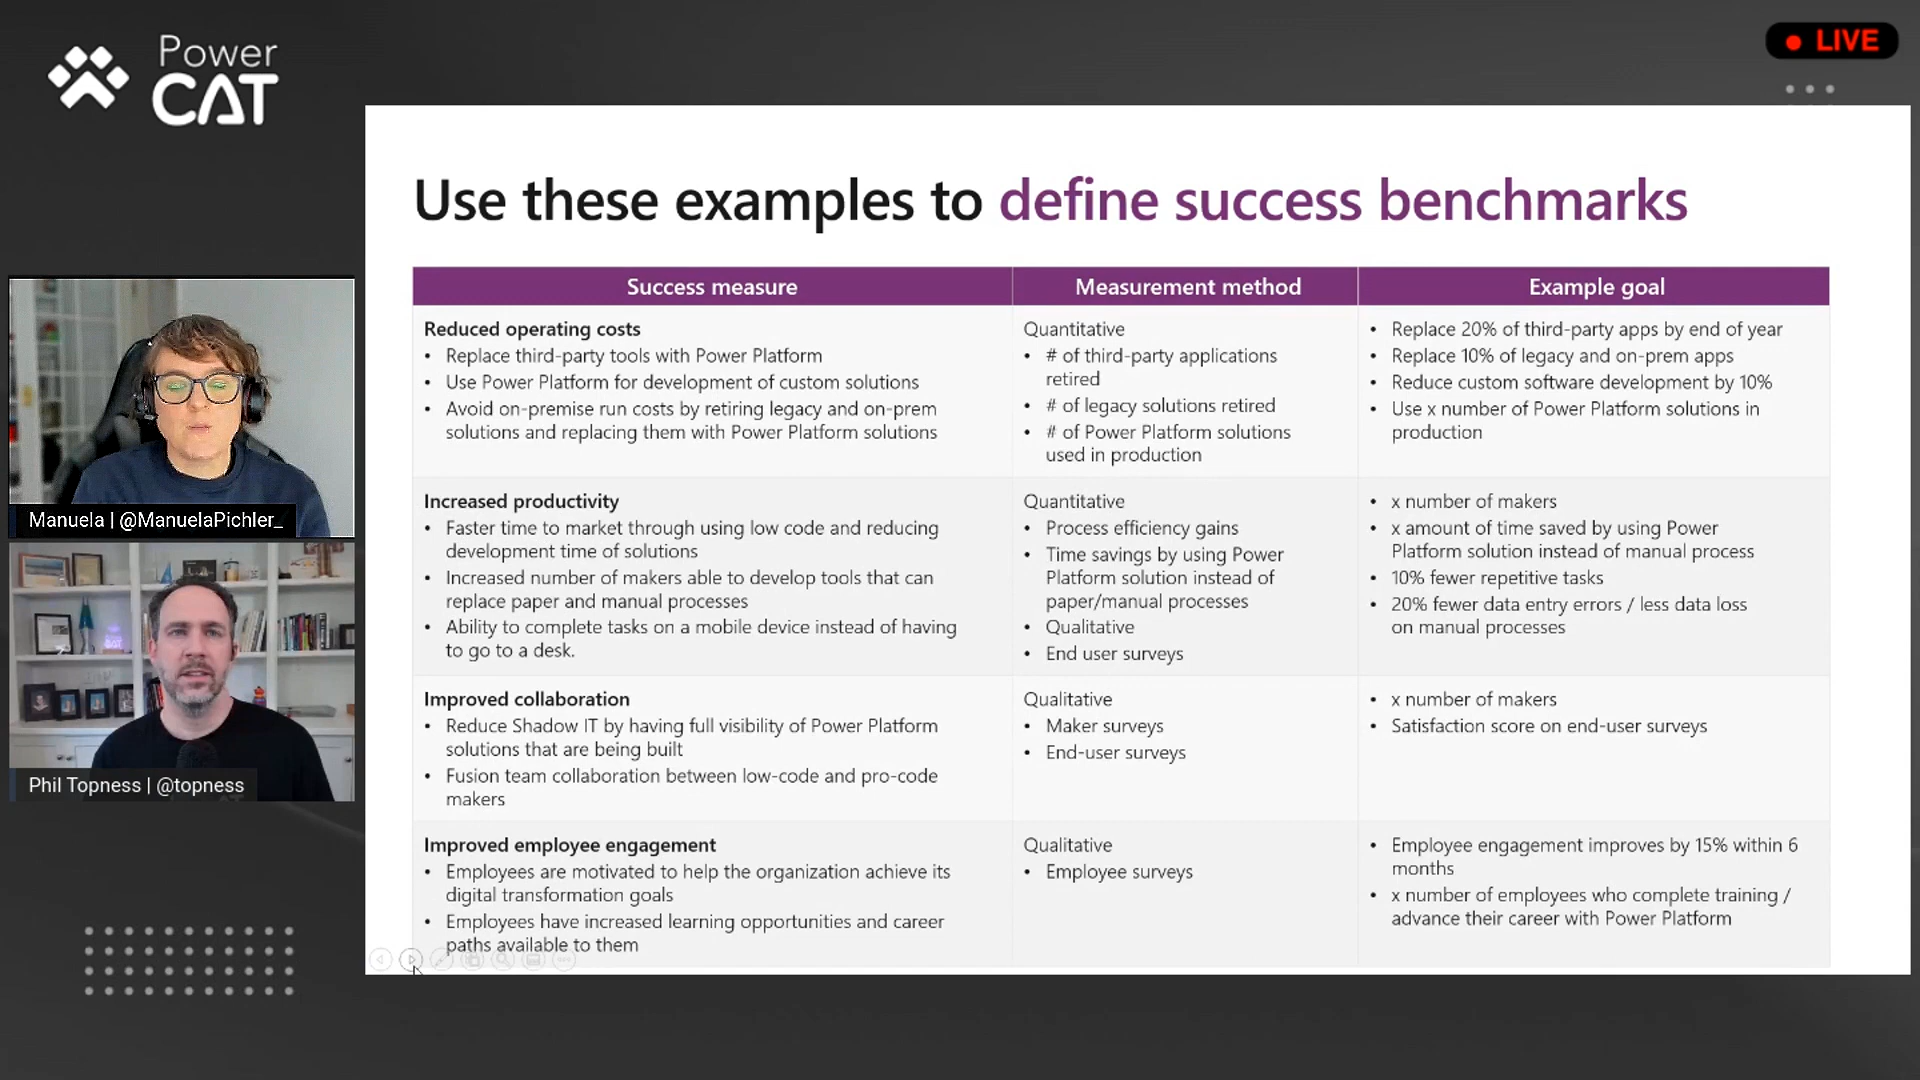 Power
CAT
LIVE
Use these examples to define success benchmarks
Success measure
Measurement method
Example goal
Reduced operating costs
• Replace third-party tools with Power Platform
• Use Power Platform for development of custom solutions
• Avoid on-premise run costs by retiring legacy and on-prem
solutions and replacing them with Power Platform solutions
Quantitative
• # of third-party applications
retired
• # of legacy solutions retired
• # of Power Platform solutions
used in production
• Replace 20% of third-party apps by end of year
• Replace 10% of legacy and on-prem apps
• Reduce custom software development by 10%
• Use x number of Power Platform solutions in
production
Increased productivity
• Faster time to market through using low code and reducing
development time of solutions
• Increased number of makers able to develop tools that can
replace paper and manual processes
• Ability to complete tasks on a mobile device instead of having
to go to a desk.
Quantitative
• Process efficiency gains
• Time savings by using Power
Platform solution instead of
paper/manual processes
• Qualitative
• End user surveys
• x number of makers
• x amount of time saved by using Power
Platform solution instead of manual process
• 10% fewer repetitive tasks
• 20% fewer data entry errors / less data loss
on manual processes
Improved collaboration
• Reduce Shadow IT by having full visibility of Power Platform
solutions that are being built
• Fusion team collaboration between low-code and pro-code
makers
Qualitative
• Maker surveys
• End-user surveys
• x number of makers
• Satisfaction score on end-user surveys
Improved employee engagement
• Employees are motivated to help the organization achieve its
digital transformation goals
• Employees have increased learning opportunities and career
paths available to them
Qualitative
• Employee surveys
• Employee engagement improves by 15% within 6
months
• x number of employees who complete training /
advance their career with Power Platform
Manuela | @ManuelaPichler_
Phil Topness | @topness